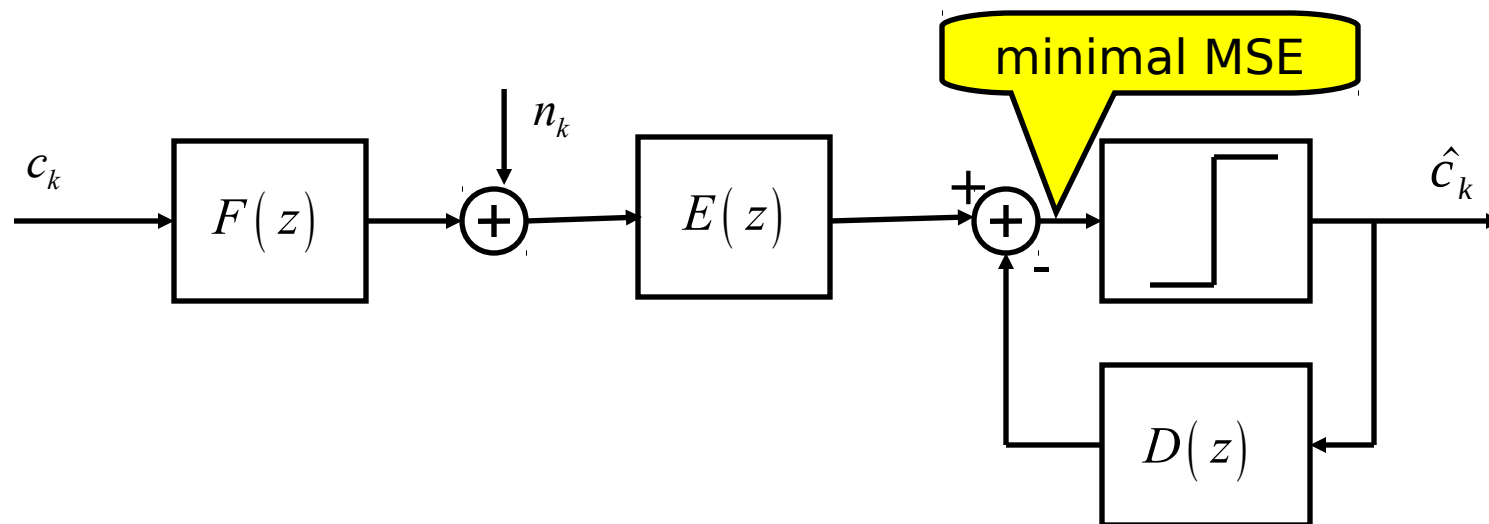 minimal MSE
n_k
c_k
F(z)
+
E(z)
+
+
-
ĉ_k
D(z)